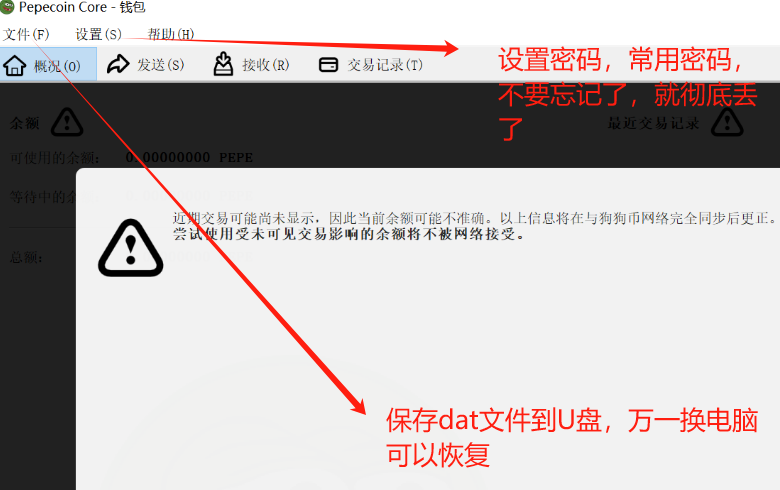 Pepecoin Core - 钱包
文件(F) 设置(S) 帮助(H)
概况(O) 发送(S) 接收(R) 交易记录(T)
设置密码，常用密码，
不要忘记了，就彻底丢
了
余额
最近交易记录
可使用的余额： 0.00000000 PEPE
等待中的余
总额：
近期交易可能尚未显示，因此当前余额可能不准确。以上信息将在与狗狗币网络完全同步后更正。
尝试使用受未可见交易影响的余额将不被网络接受。
保存dat文件到U盘，万一换电脑
可以恢复